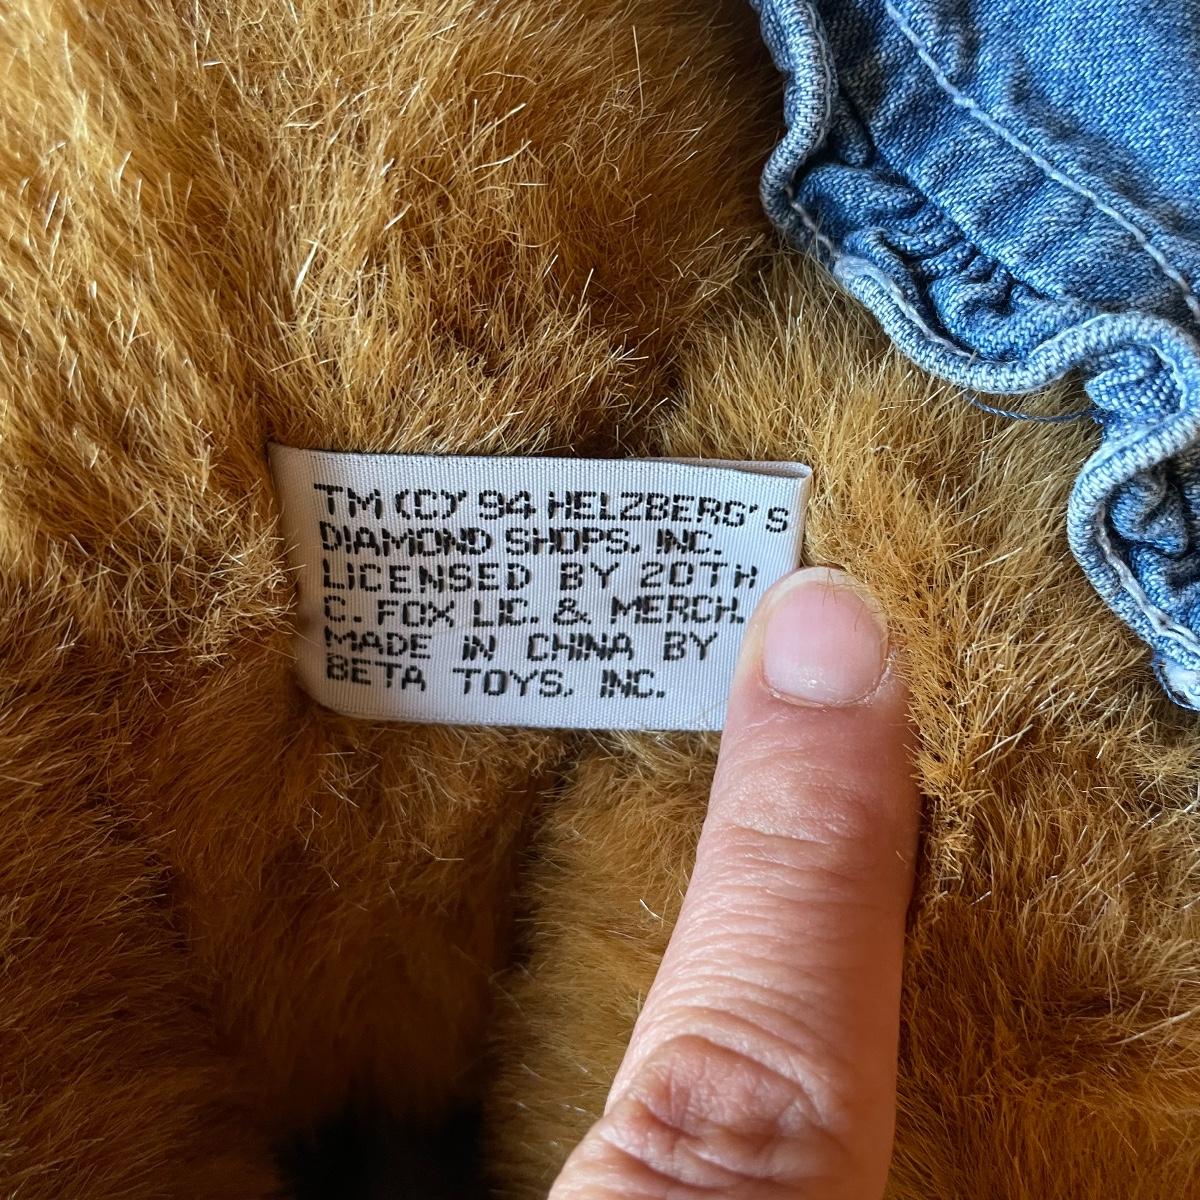 TM (C)' 94 HELZBERG'S
DIAMOND SHOPS, INC.
LICENSED BY 20TH
C. FOX LIC. & MERCH.
MADE IN CHINA BY
BETA TOYS, INC.